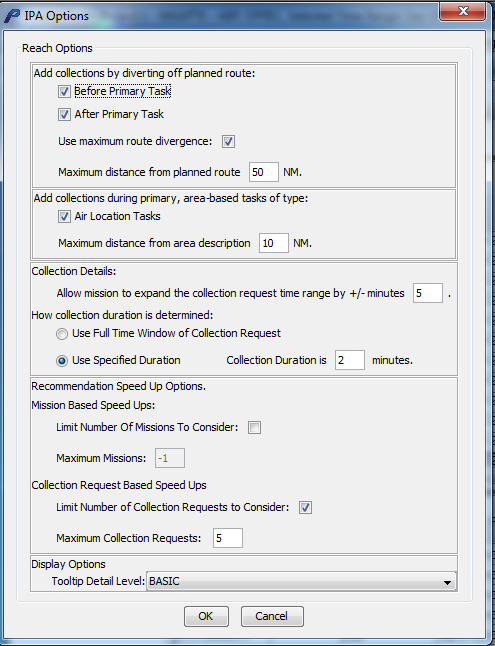 IPA Options
Reach Options
Add collections by diverting off planned route:
Before Primary Task
After Primary Task
Use maximum route divergence:
Maximum distance from planned route 50 NM.
Add collections during primary, area-based tasks of type:
Air Location Tasks
Maximum distance from area description 10 NM.
Collection Details:
Allow mission to expand the collection request time range by +/- minutes 5 .
How collection duration is determined:
Use Full Time Window of Collection Request
Use Specified Duration Collection Duration is 2 minutes.
Recommendation Speed Up Options.
Mission Based Speed Ups:
Limit Number Of Missions To Consider:
Maximum Missions: -1
Collection Request Based Speed Ups
Limit Number of Collection Requests to Consider:
Maximum Collection Requests: 5
Display Options
Tooltip Detail Level: BASIC
OK Cancel